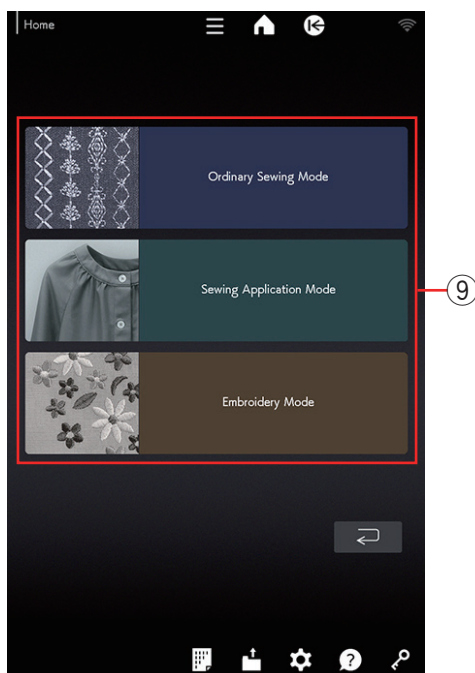 Home
Ordinary Sewing Mode
Sewing Application Mode
⑨
Embroidery Mode
?